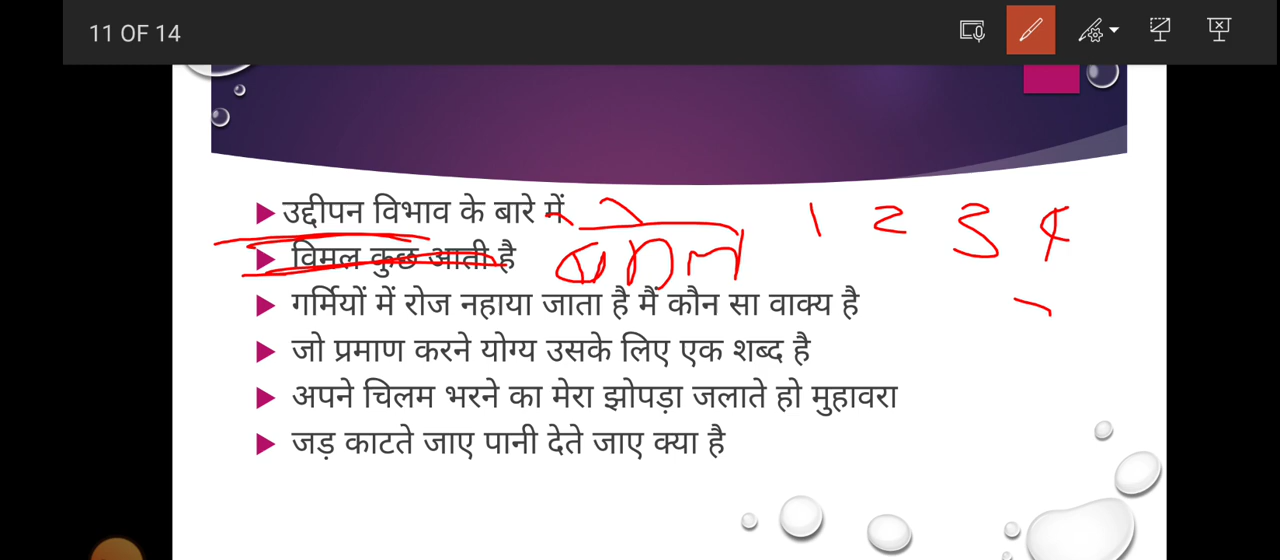 11 OF 14
उद्दीपन विभाव के बारे में 1 2 3 4
विमल कुछ आती है
गर्मियों में रोज नहाया जाता है मैं कौन सा वाक्य है
जो प्रमाण करने योग्य उसके लिए एक शब्द है
अपने चिलम भरने का मेरा झोपड़ा जलाते हो मुहावरा
जड़ काटते जाए पानी देते जाए क्या है